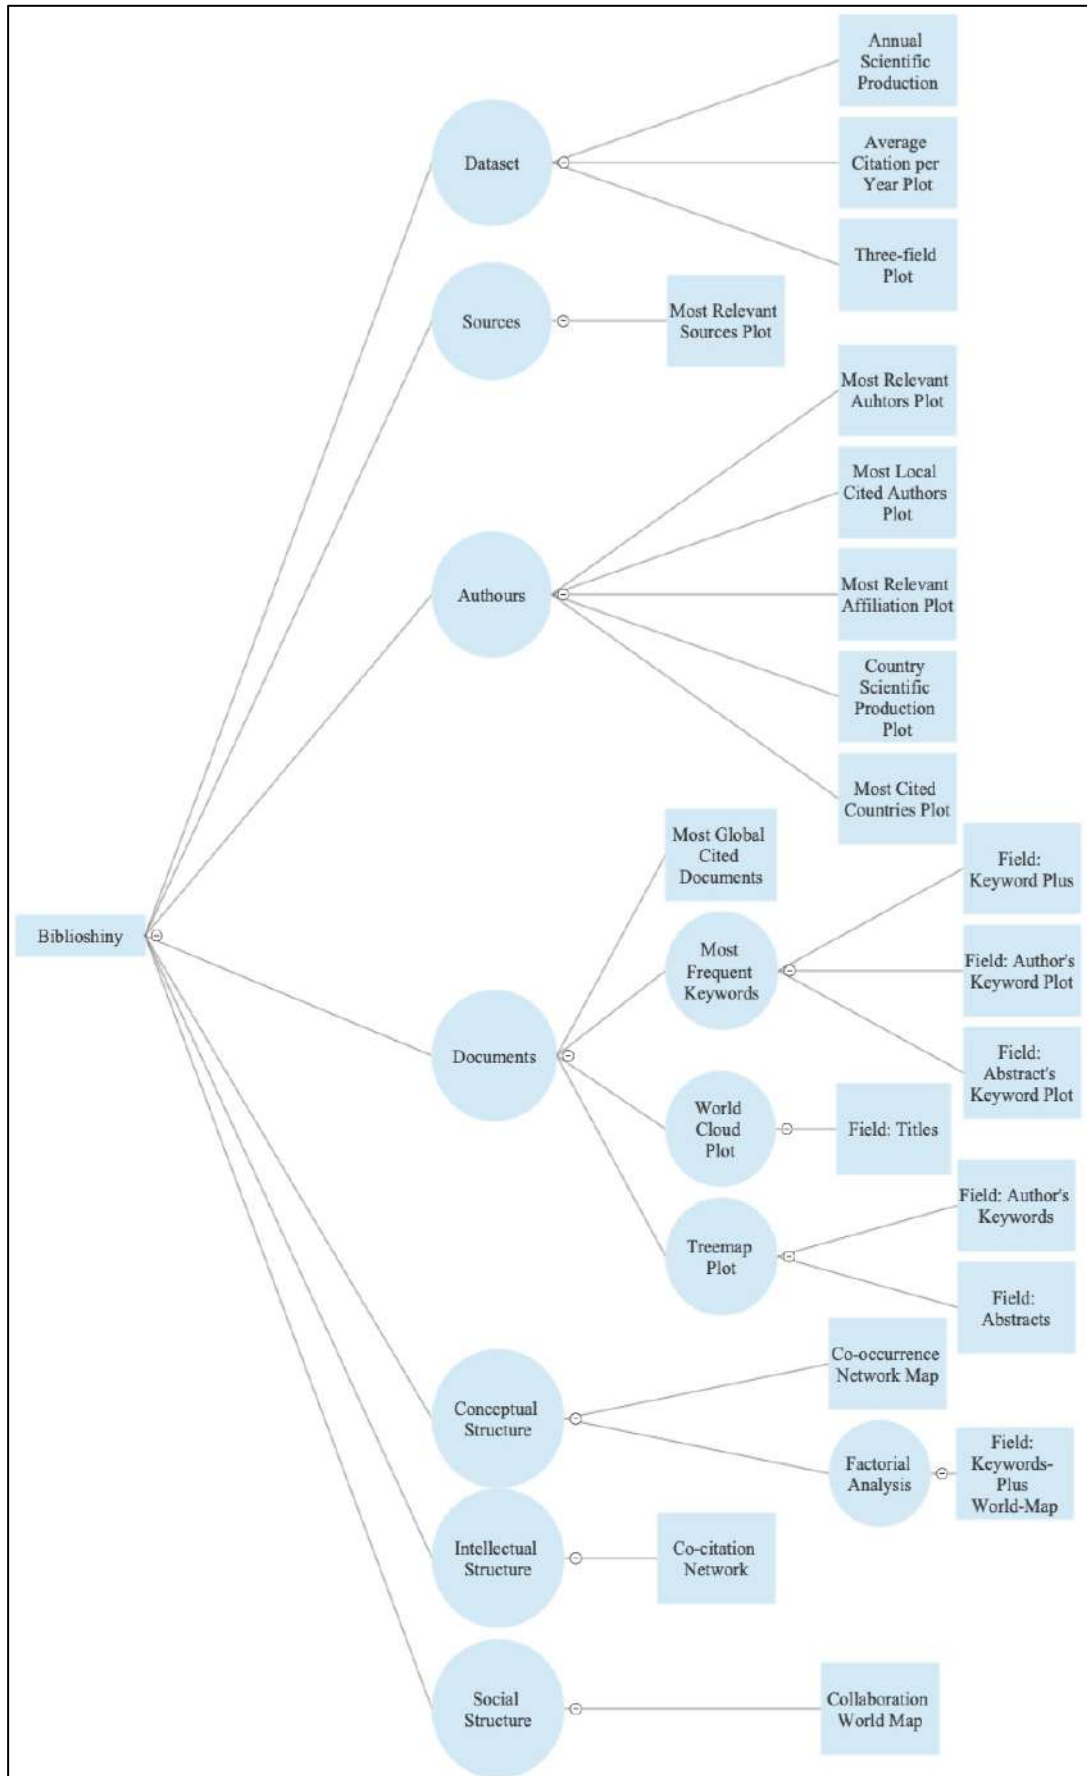 Annual
Scientific
Production
Dataset
Average
Citation per
Year Plot
Three-field
Plot
Sources
Most Relevant
Sources Plot
Most Relevant
Auhtors Plot
Most Local
Cited Authors
Plot
Authours
Most Relevant
Affiliation Plot
Country
Scientific
Production
Plot
Most Cited
Countries Plot
Biblioshiny
Documents
Most Global
Cited
Documents
Most
Frequent
Keywords
Field:
Keyword Plus
Field: Author's
Keyword Plot
Field:
Abstract's
Keyword Plot
World
Cloud
Plot
Field: Titles
Treemap
Plot
Field: Author's
Keywords
Field:
Abstracts
Conceptual
Structure
Co-occurrence
Network Map
Factorial
Analysis
Field:
Keywords-
Plus
World-Map
Intellectual
Structure
Co-citation
Network
Social
Structure
Collaboration
World Map